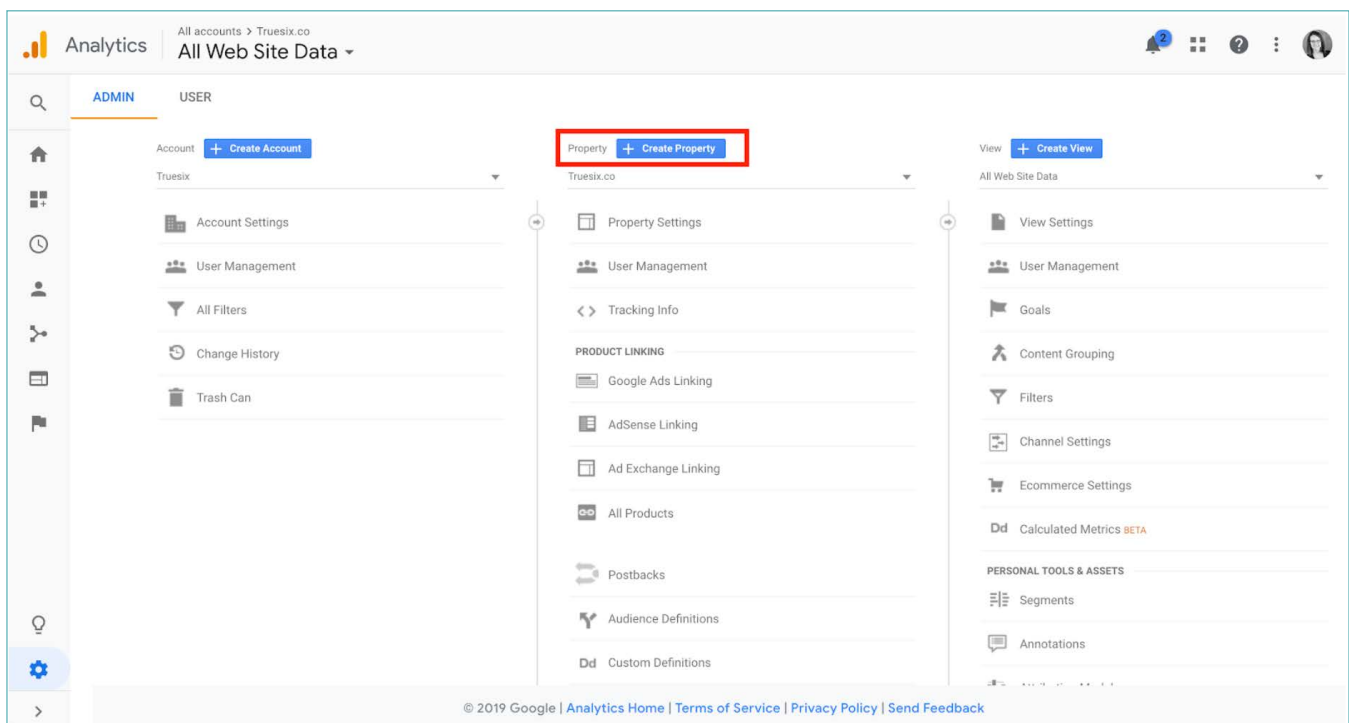 Analytics
All accounts > Truesix.co
All Web Site Data
2
ADMIN
USER
Account
+ Create Account
Truesix
Account Settings
User Management
All Filters
Change History
Trash Can
Property
+ Create Property
Truesix.co
Property Settings
User Management
Tracking Info
PRODUCT LINKING
Google Ads Linking
AdSense Linking
Ad Exchange Linking
All Products
Postbacks
Audience Definitions
Dd Custom Definitions
View
+ Create View
All Web Site Data
View Settings
User Management
Goals
Content Grouping
Filters
Channel Settings
Ecommerce Settings
Dd Calculated Metrics BETA
PERSONAL TOOLS & ASSETS
Segments
Annotations
© 2019 Google | Analytics Home | Terms of Service | Privacy Policy | Send Feedback